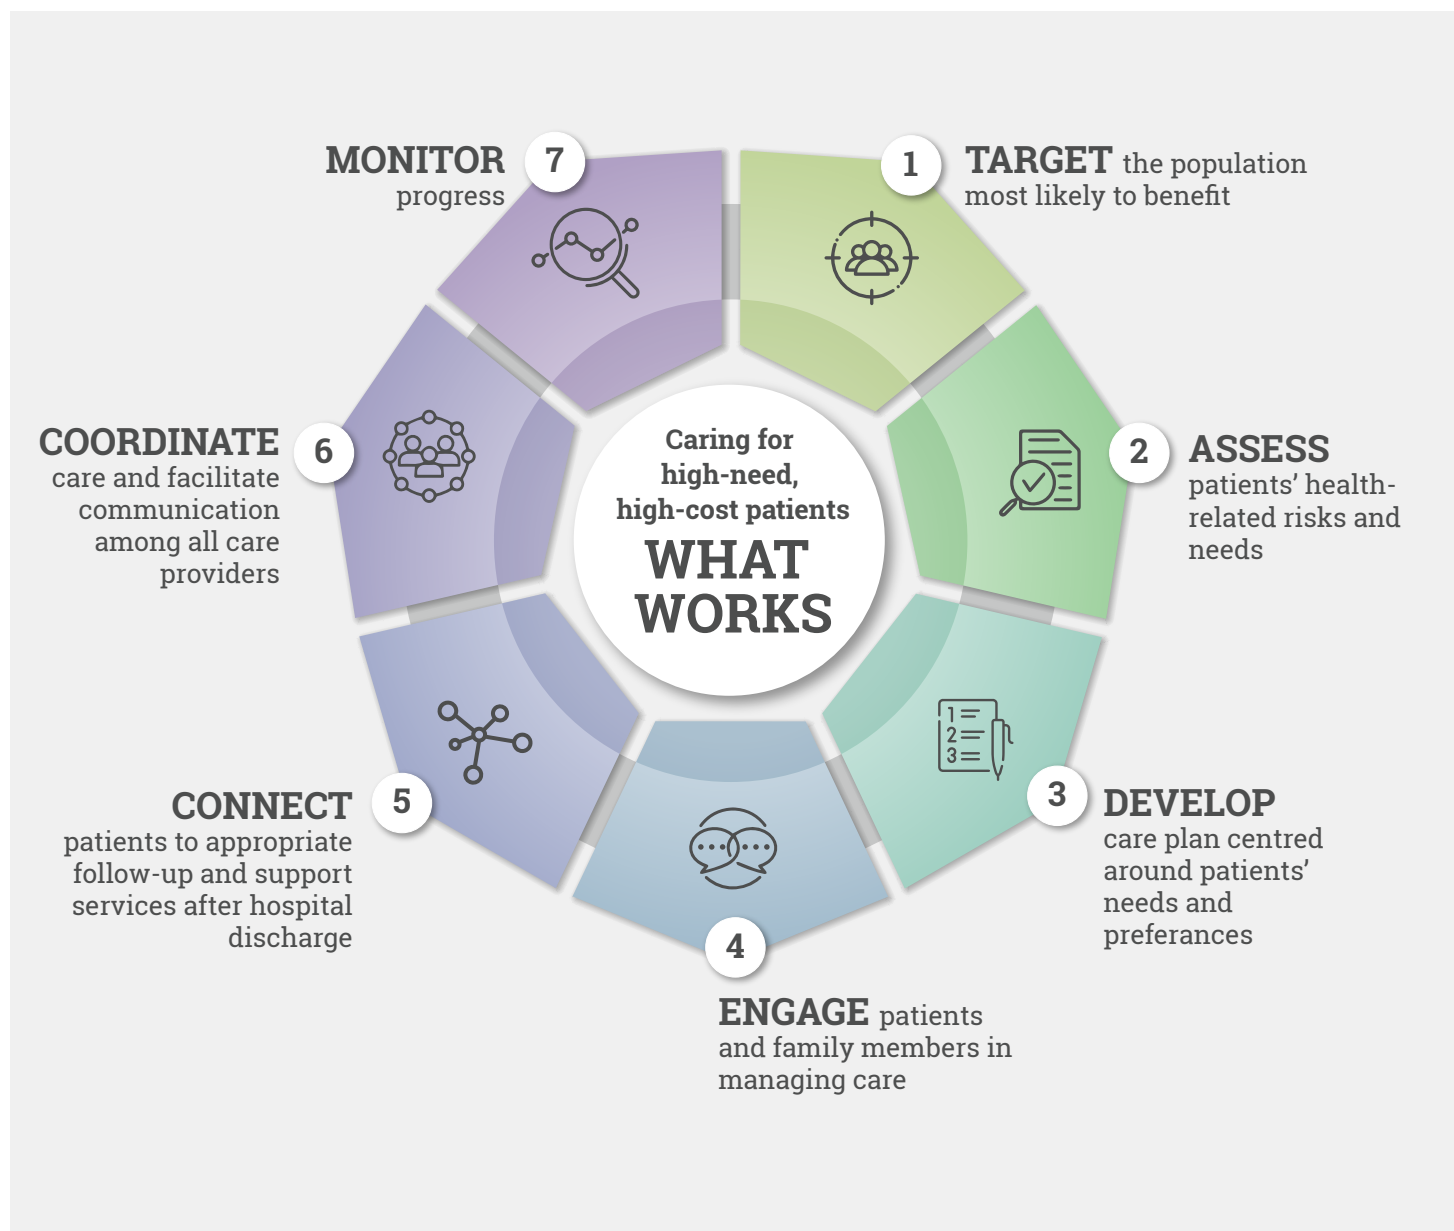 Caring for
high-need,
high-cost patients
WHAT
WORKS
1
TARGET the population
most likely to benefit
2
ASSESS
patients’ health-
related risks and
needs
3
DEVELOP
care plan centred
around patients’
needs and
preferances
4
ENGAGE patients
and family members in
managing care
5
CONNECT
patients to appropriate
follow-up and support
services after hospital
discharge
6
COORDINATE
care and facilitate
communication
among all care
providers
7
MONITOR
progress
1
2
3